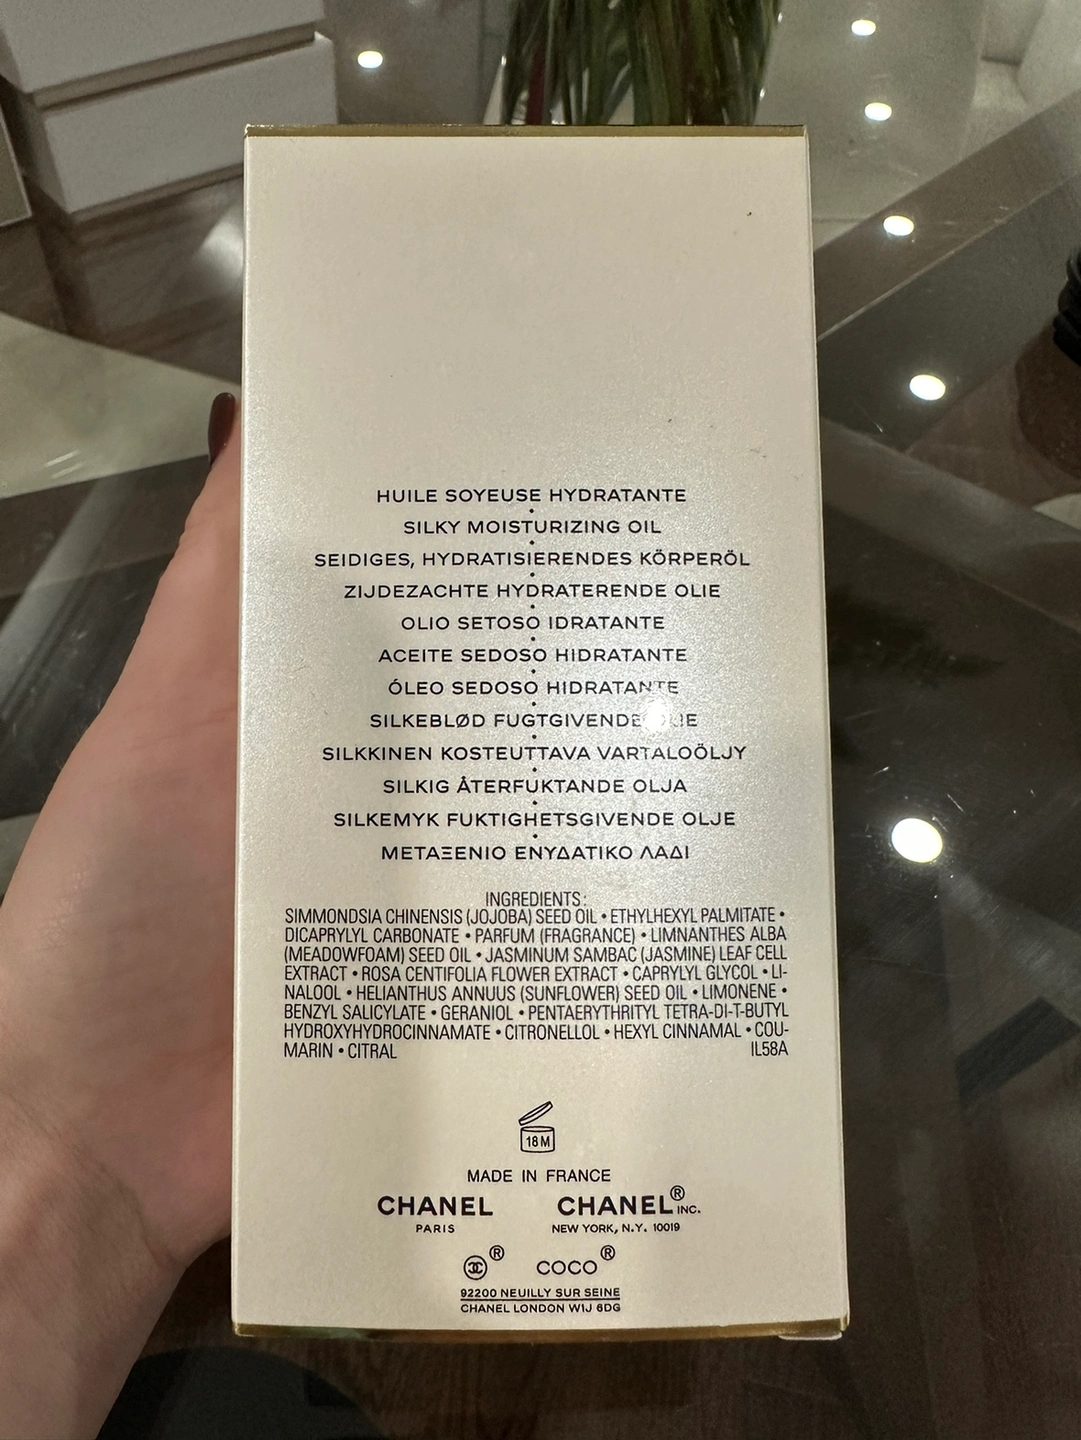 HUILE SOYEUSE HYDRATANTE
•
SILKY MOISTURIZING OIL
•
SEIDIGES, HYDRATISIERENDES KÖRPERÖL
•
ZIJDEZACHTE HYDRATERENDE OLIE
•
OLIO SETOSO IDRATANTE
•
ACEITE SEDOSO HIDRATANTE
•
ÓLEO SEDOSO HIDRATANTE
•
SILKEBLØD FUGTGIVENDE OLIE
•
SILKKINEN KOSTEUTTAVA VARTALOÖLJY
•
SILKIG ÅTERFUKTANDE OLJA
•
SILKEMYK FUKTIGHETSGIVENDE OLJE
•
ΜΕΤΑΞΕΝΙΟ ΕΝΥΔΑΤΙΚΟ ΛΑΔΙ
INGREDIENTS:
SIMMONDSIA CHINENSIS (JOJOBA) SEED OIL • ETHYLHEXYL PALMITATE •
DICAPRYLYL CARBONATE • PARFUM (FRAGRANCE) • LIMNANTHES ALBA
(MEADOWFOAM) SEED OIL • JASMINUM SAMBAC (JASMINE) LEAF CELL
EXTRACT • ROSA CENTIFOLIA FLOWER EXTRACT • CAPRYLYL GLYCOL • LI-
NALOOL • HELIANTHUS ANNUUS (SUNFLOWER) SEED OIL • LIMONENE •
BENZYL SALICYLATE • GERANIOL • PENTAERYTHRITYL TETRA-DI-T-BUTYL
HYDROXYHYDROCINNAMATE • CITRONELLOL • HEXYL CINNAMAL • COU-
MARIN • CITRAL IL58A
18M
MADE IN FRANCE
CHANEL CHANEL® INC.
PARIS NEW YORK, N.Y. 10019
® COCO®
92200 NEUILLY SUR SEINE
CHANEL LONDON W1J 6DG